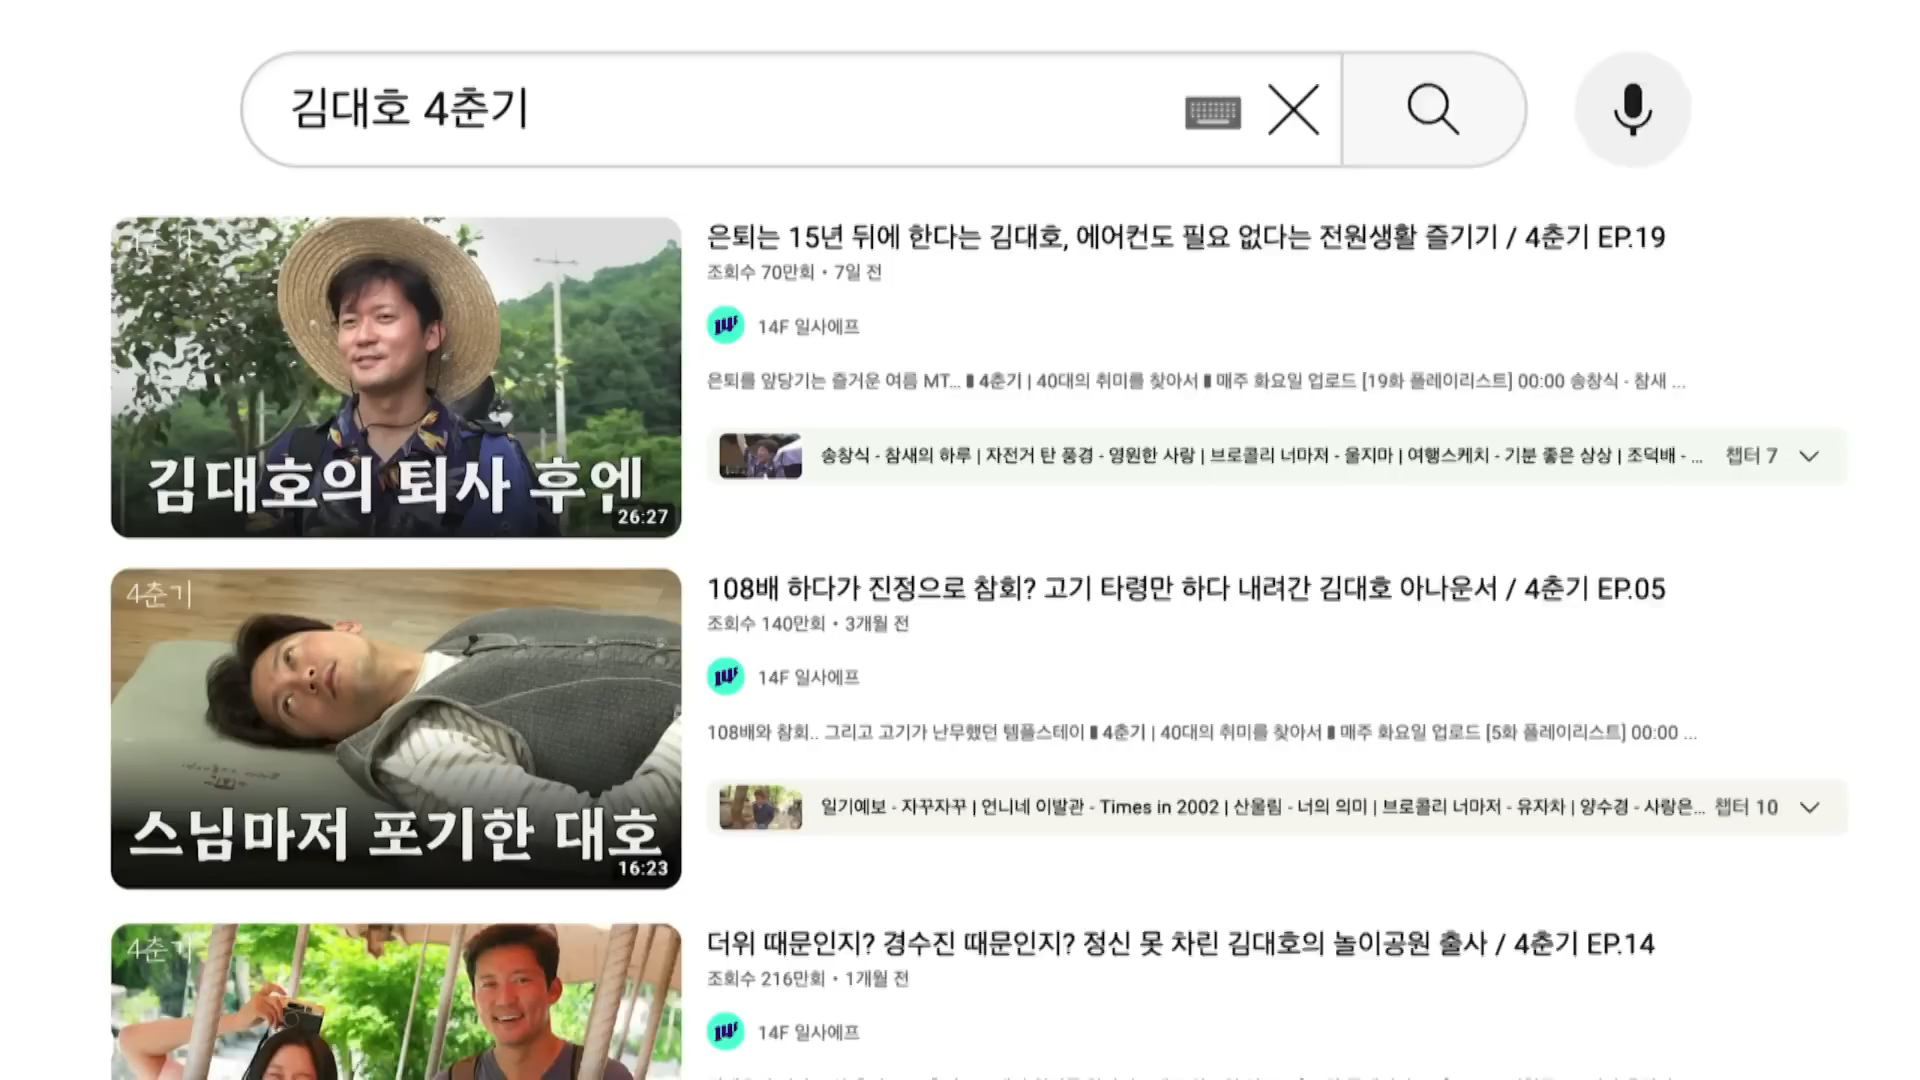 김대호 4춘기
4춘기
김대호의 퇴사 후엔
26:27
은퇴는 15년 뒤에 한다는 김대호, 에어컨도 필요 없다는 전원생활 즐기기 / 4춘기 EP.19
조회수 70만회 • 7일 전
14F 일사에프
은퇴를 앞당기는 즐거운 여름 MT... ▮ 4춘기 | 40대의 취미를 찾아서 ▮ 매주 화요일 업로드 [19화 플레이리스트] 00:00 송창식 - 참새 ...
송창식 - 참새의 하루 | 자전거 탄 풍경 - 영원한 사랑 | 브로콜리 너마저 - 울지마 | 여행스케치 - 기분 좋은 상상 | 조덕배 - ... 챕터 7
4춘기
스님마저 포기한 대호
16:23
108배 하다가 진정으로 참회? 고기 타령만 하다 내려간 김대호 아나운서 / 4춘기 EP.05
조회수 140만회 • 3개월 전
14F 일사에프
108배와 참회.. 그리고 고기가 난무했던 템플스테이 ▮ 4춘기 | 40대의 취미를 찾아서 ▮ 매주 화요일 업로드 [5화 플레이리스트] 00:00 ...
일기예보 - 자꾸자꾸 | 언니네 이발관 - Times in 2002 | 산울림 - 너의 의미 | 브로콜리 너마저 - 유자차 | 양수경 - 사랑은... 챕터 10
4춘기
더위 때문인지? 경수진 때문인지? 정신 못 차린 김대호의 놀이공원 출사 / 4춘기 EP.14
조회수 216만회 • 1개월 전
14F 일사에프